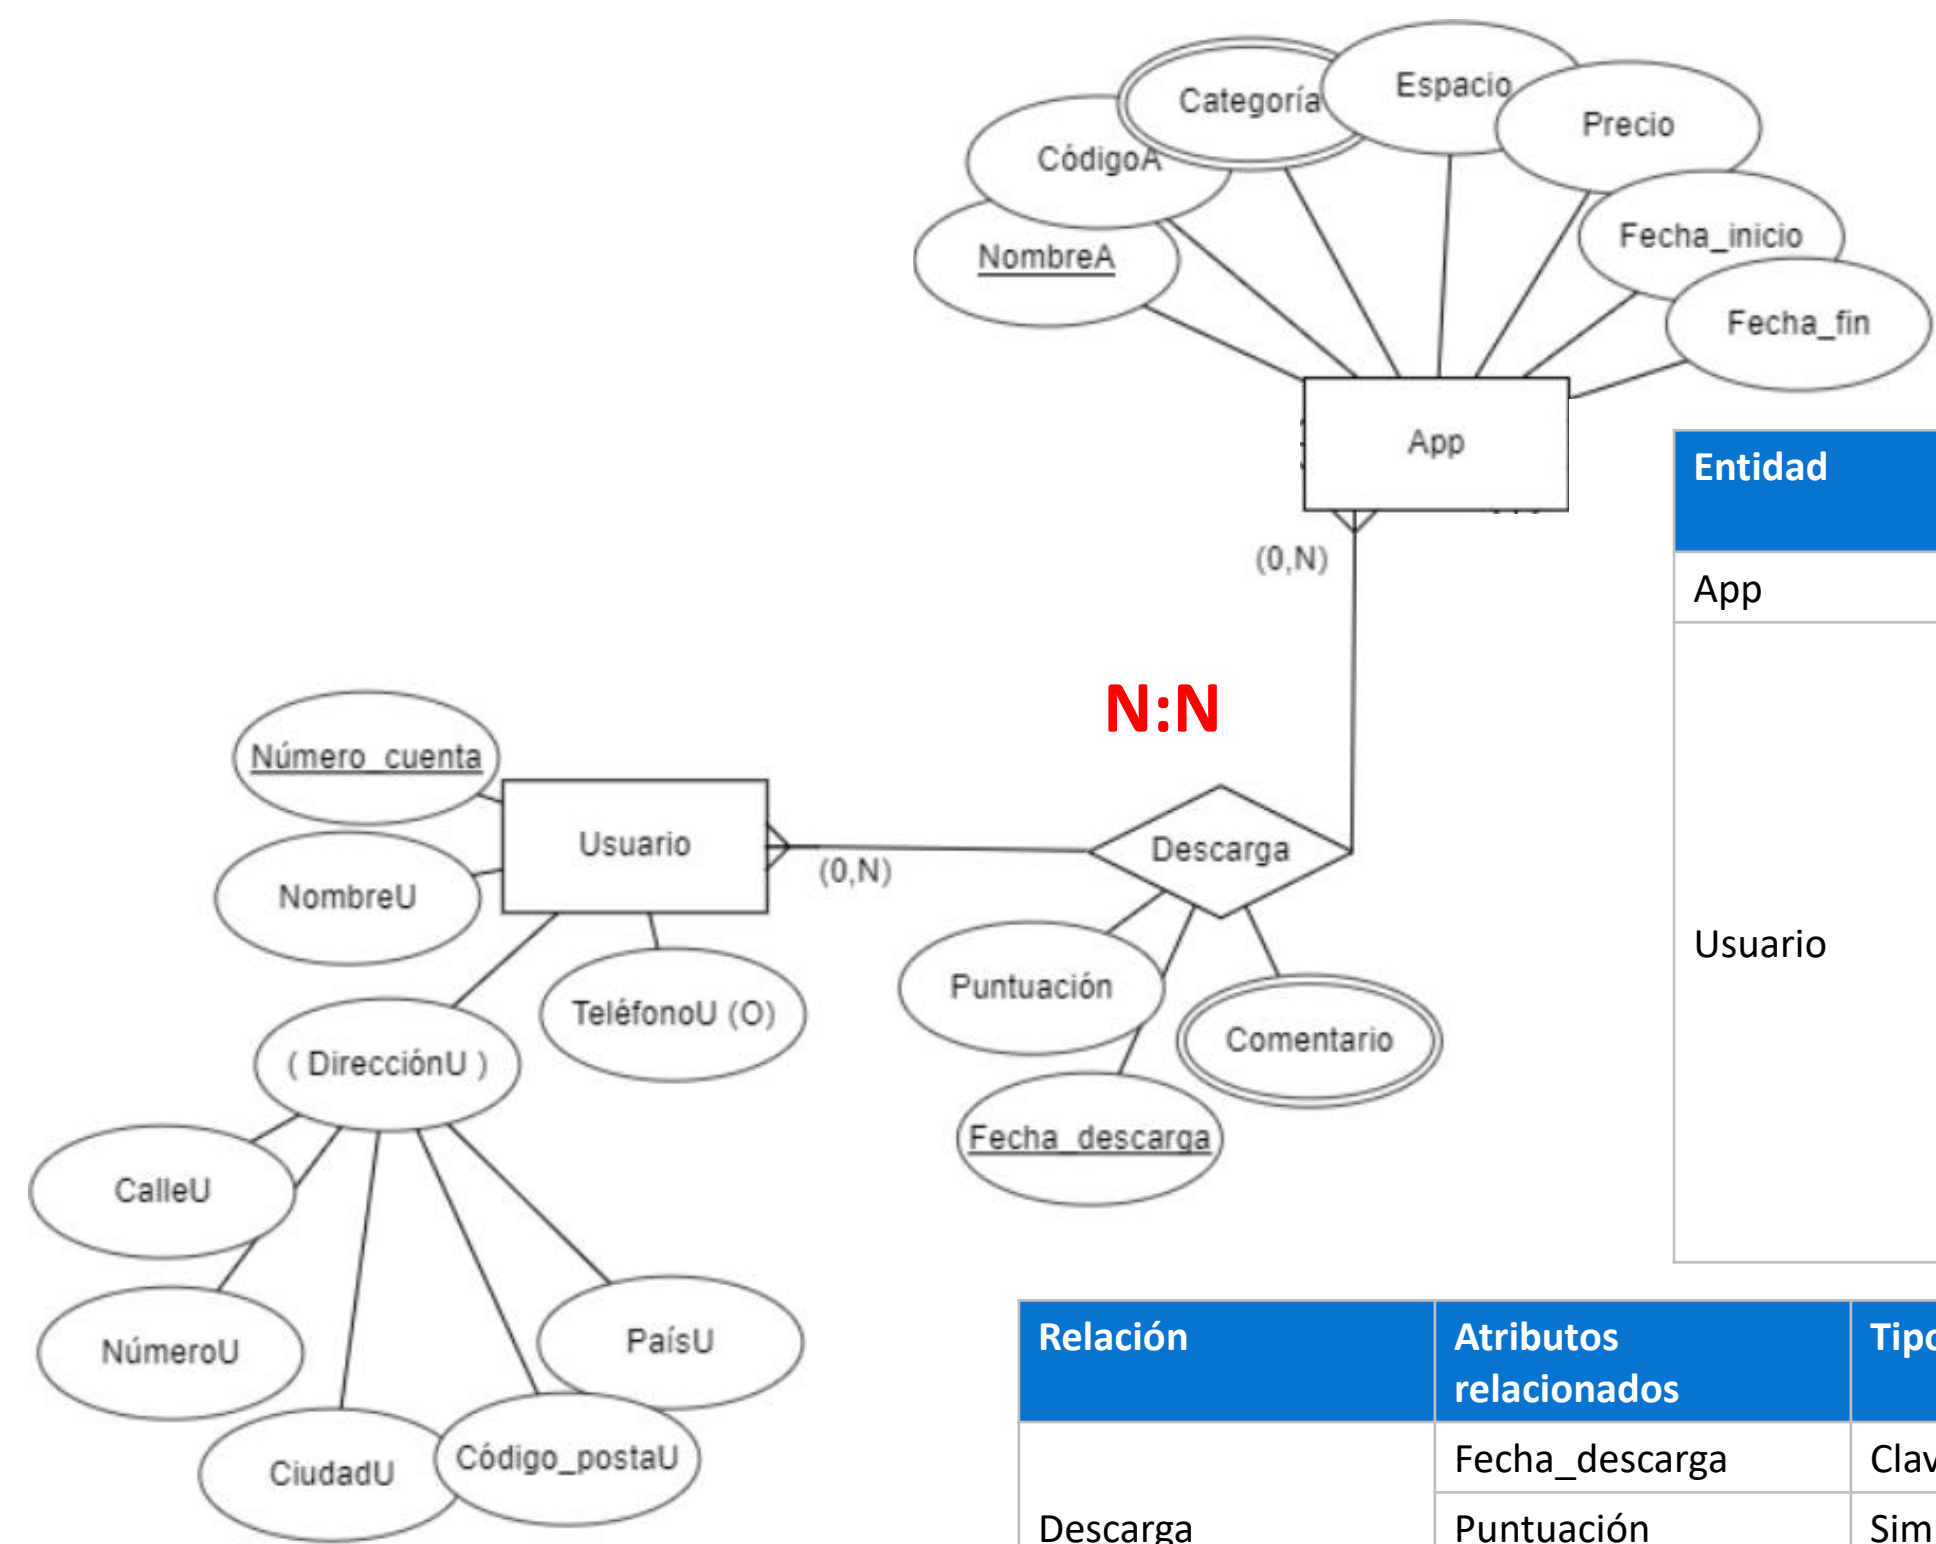 Categoría
Espacio
Precio
CódigoA
Fecha_inicio
NombreA
Fecha_fin
App
(0,N)
Entidad
App
Usuario
N:N
Número_cuenta
Usuario
(0,N)
Descarga
NombreU
TeléfonoU (O)
( DirecciónU )
Puntuación
Comentario
Fecha_descarga
CalleU
NúmeroU
PaísU
CiudadU
Código_postaU
Relación
Atributos
relacionados
Descarga
Fecha_descarga
Puntuación